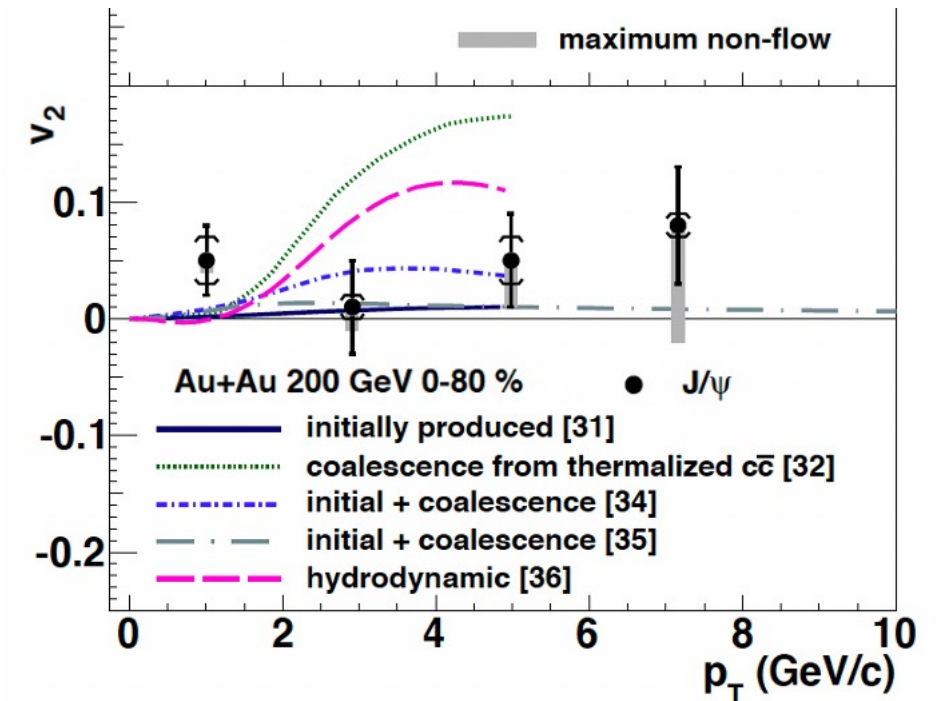 maximum non-flow
v₂
0.1
0
-0.1
-0.2
Au+Au 200 GeV 0-80 %
J/ψ
initially produced [31]
coalescence from thermalized cc̅ [32]
initial + coalescence [34]
initial + coalescence [35]
hydrodynamic [36]
0 2 4 6 8 10
p_T (GeV/c)